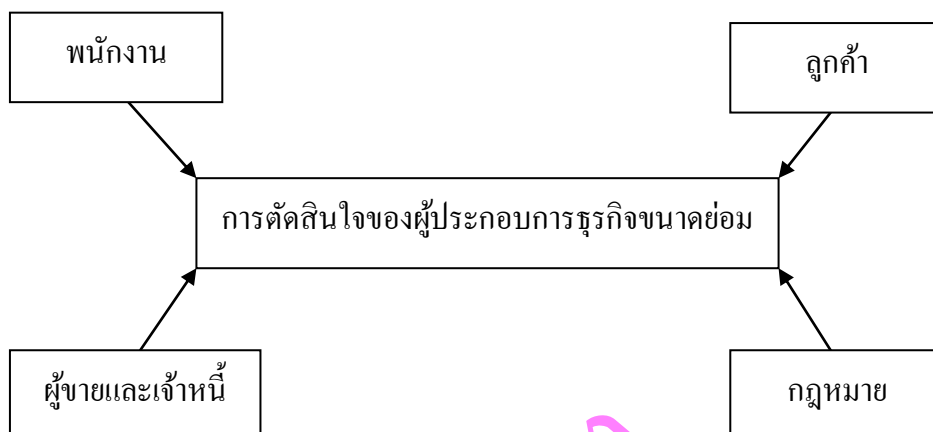 พนักงาน
ลูกค้า
การตัดสินใจของผู้ประกอบการธุรกิจขนาดย่อม
ผู้ขายและเจ้าหนี้
กฎหมาย